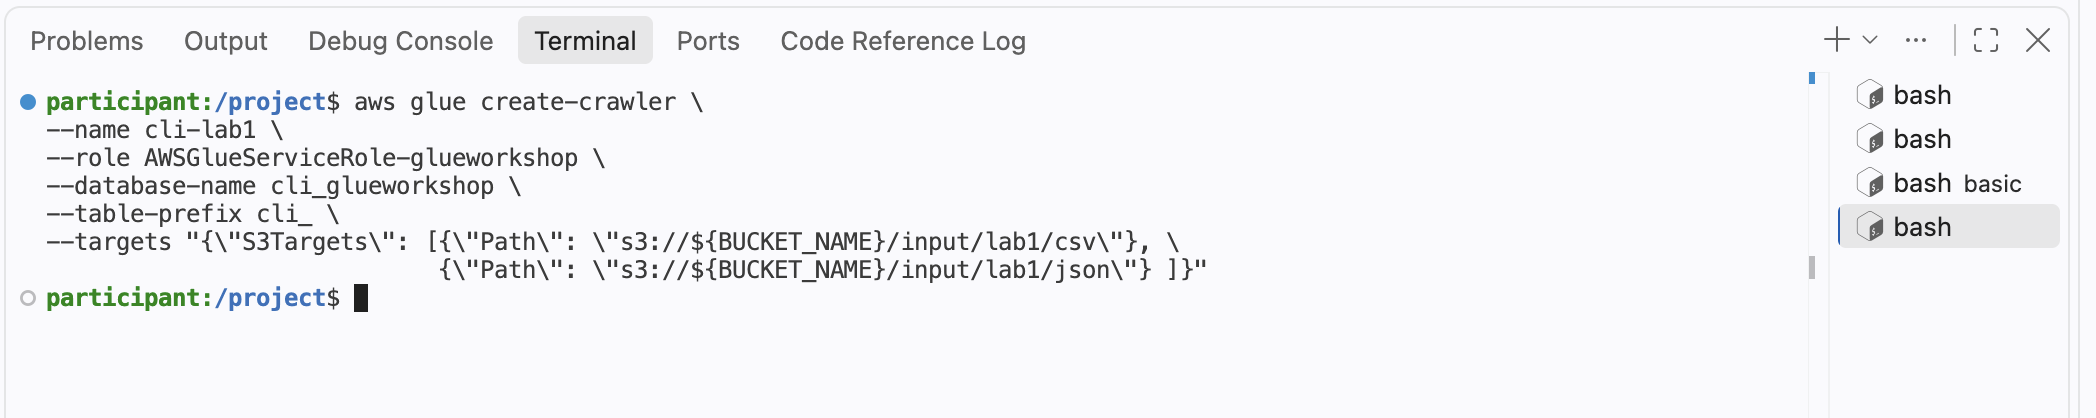 Problems Output Debug Console Terminal Ports Code Reference Log
participant:/project$ aws glue create-crawler \
--name cli-lab1 \
--role AWSGlueServiceRole-glueworkshop \
--database-name cli_glueworkshop \
--table-prefix cli_ \
--targets "{\"S3Targets\": [{\"Path\": \"s3://${BUCKET_NAME}/input/lab1/csv\"}, \
{\"Path\": \"s3://${BUCKET_NAME}/input/lab1/json\"} ]}"
participant:/project$
bash
bash
bash basic
bash